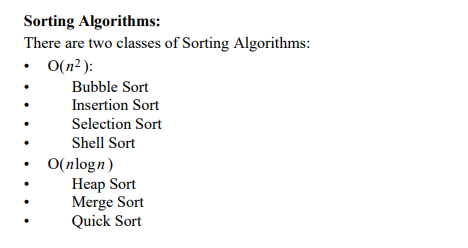 Sorting Algorithms:
There are two classes of Sorting Algorithms:
• O(n²):
• Bubble Sort
• Insertion Sort
• Selection Sort
• Shell Sort
• O(nlogn)
• Heap Sort
• Merge Sort
• Quick Sort